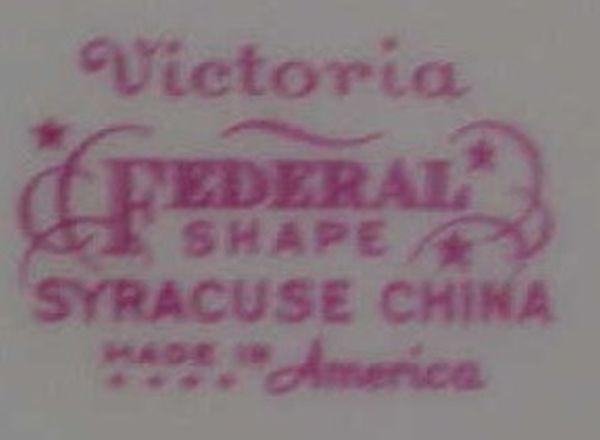 Victoria
FEDERAL
SHAPE
SYRACUSE CHINA
MADE IN America